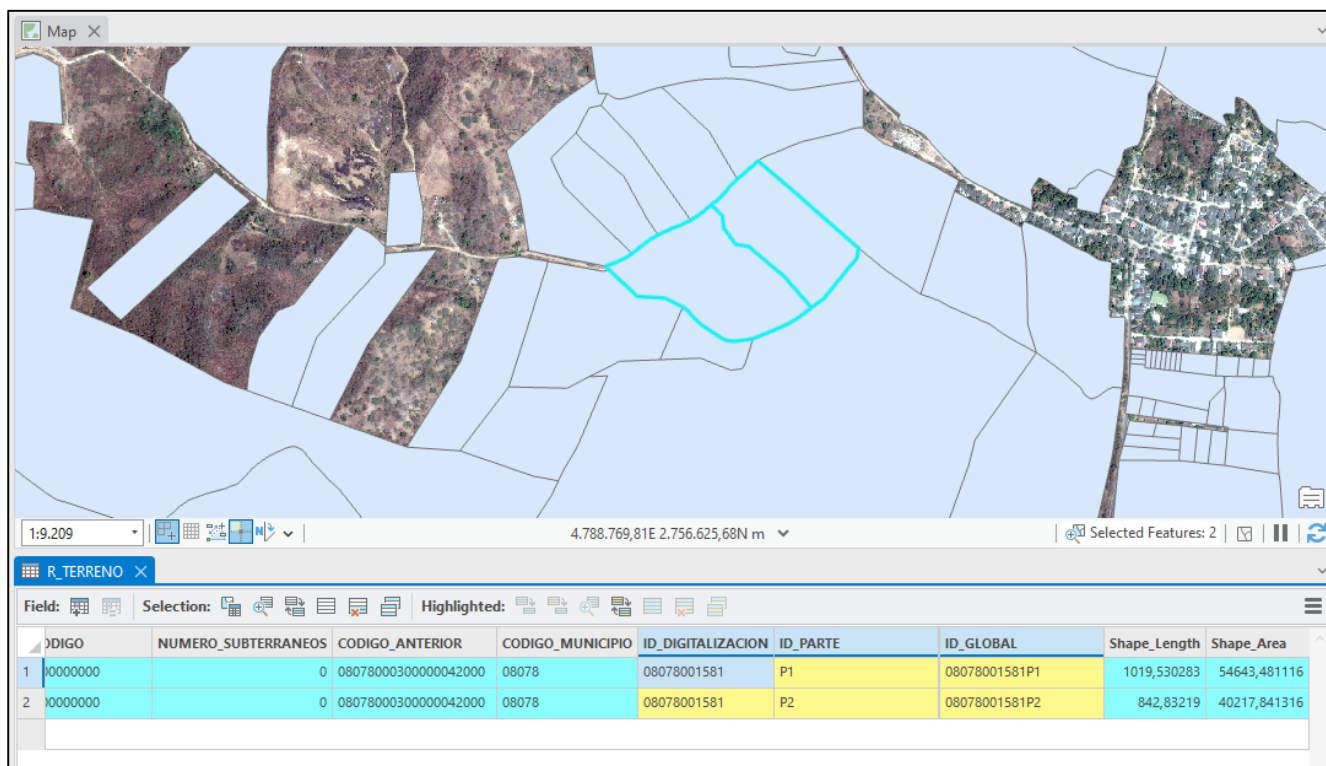 Map
1:9.209
4.788.769,81E 2.756.625,68N m
Selected Features: 2
R_TERRENO
Field: Selection: Highlighted:
ODIGO NUMERO_SUBTERRANEOS CODIGO_ANTERIOR CODIGO_MUNICIPIO ID_DIGITALIZACION ID_PARTE ID_GLOBAL Shape_Length Shape_Area
1 00000000 0 08078000300000042000 08078 08078001581 P1 08078001581P1 1019,530283 54643,481116
2 00000000 0 08078000300000042000 08078 08078001581 P2 08078001581P2 842,83219 40217,841316